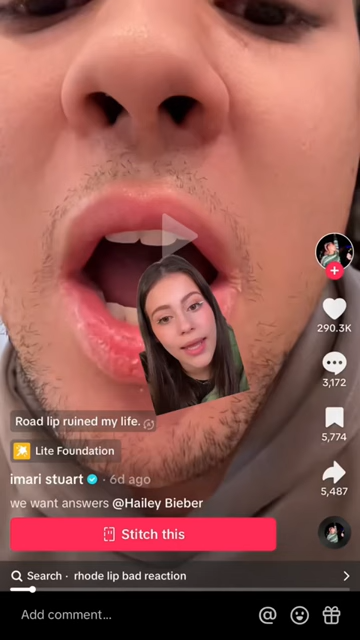 290.3K
3,172
5,774
5,487
Road lip ruined my life.
Lite Foundation
imari stuart · 6d ago
we want answers @Hailey Bieber
Stitch this
Search · rhode lip bad reaction
Add comment...